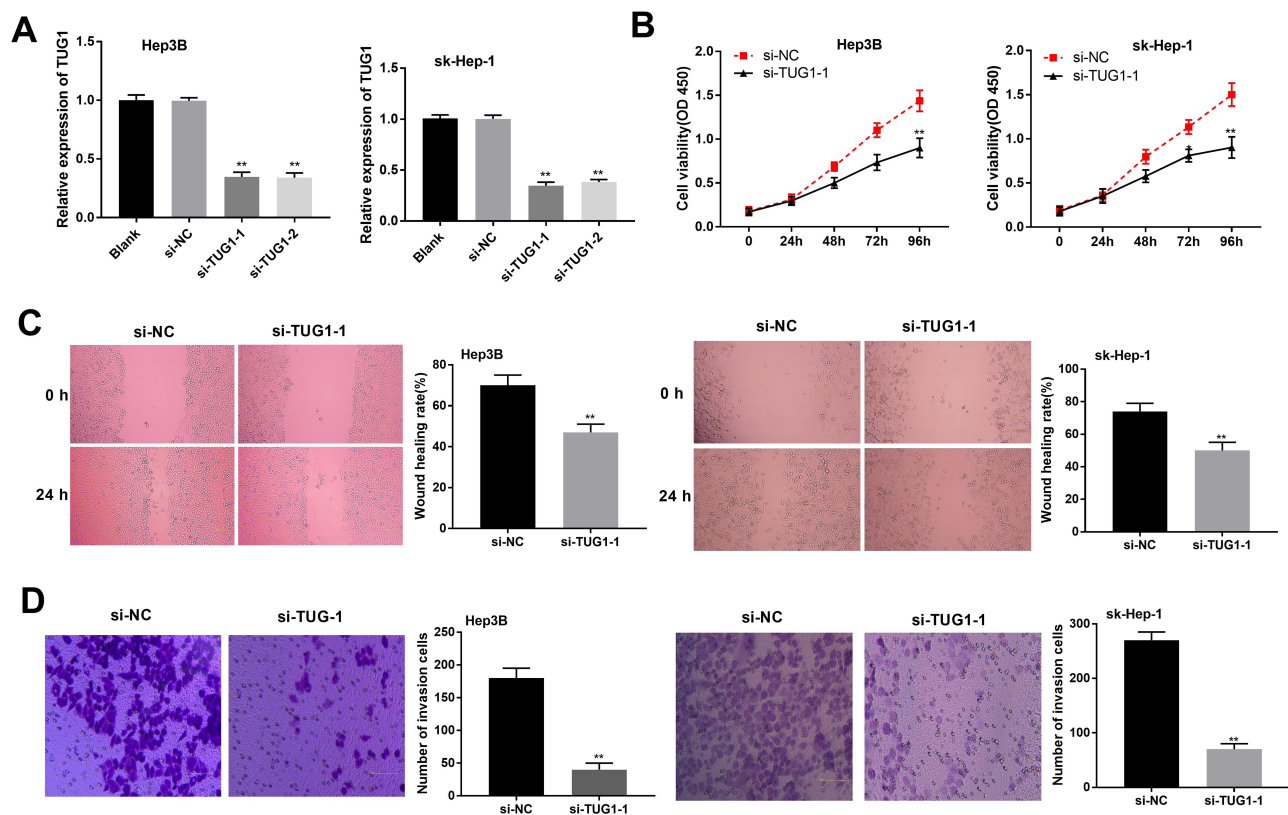 A
Hep3B
Relative expression of TUG1
1.5
1.0
0.5
0.0
Blank
si-NC
si-TUG1-1
si-TUG1-2
**
**
sk-Hep-1
Relative expression of TUG1
1.5
1.0
0.5
0.0
Blank
si-NC
si-TUG1-1
si-TUG1-2
**
**
B
Hep3B
si-NC
si-TUG1-1
Cell viability(OD 450)
2.0
1.5
1.0
0.5
0.0
0 24h 48h 72h 96h
**
sk-Hep-1
si-NC
si-TUG1-1
Cell viability(OD 450)
2.0
1.5
1.0
0.5
0.0
0 24h 48h 72h 96h
*
**
C
si-NC si-TUG1-1
0 h
24 h
Hep3B
Wound healing rate(%)
80
60
40
20
0
**
si-NC si-TUG1-1
si-NC si-TUG1-1
0 h
24 h
sk-Hep-1
Wound healing rate(%)
100
80
60
40
20
0
**
si-NC si-TUG1-1
D
si-NC si-TUG-1
Hep3B
Number of invasion cells
250
200
150
100
50
0
**
si-NC si-TUG1-1
si-NC si-TUG1-1
sk-Hep-1
Number of invasion cells
300
200
100
0
**
si-NC si-TUG1-1